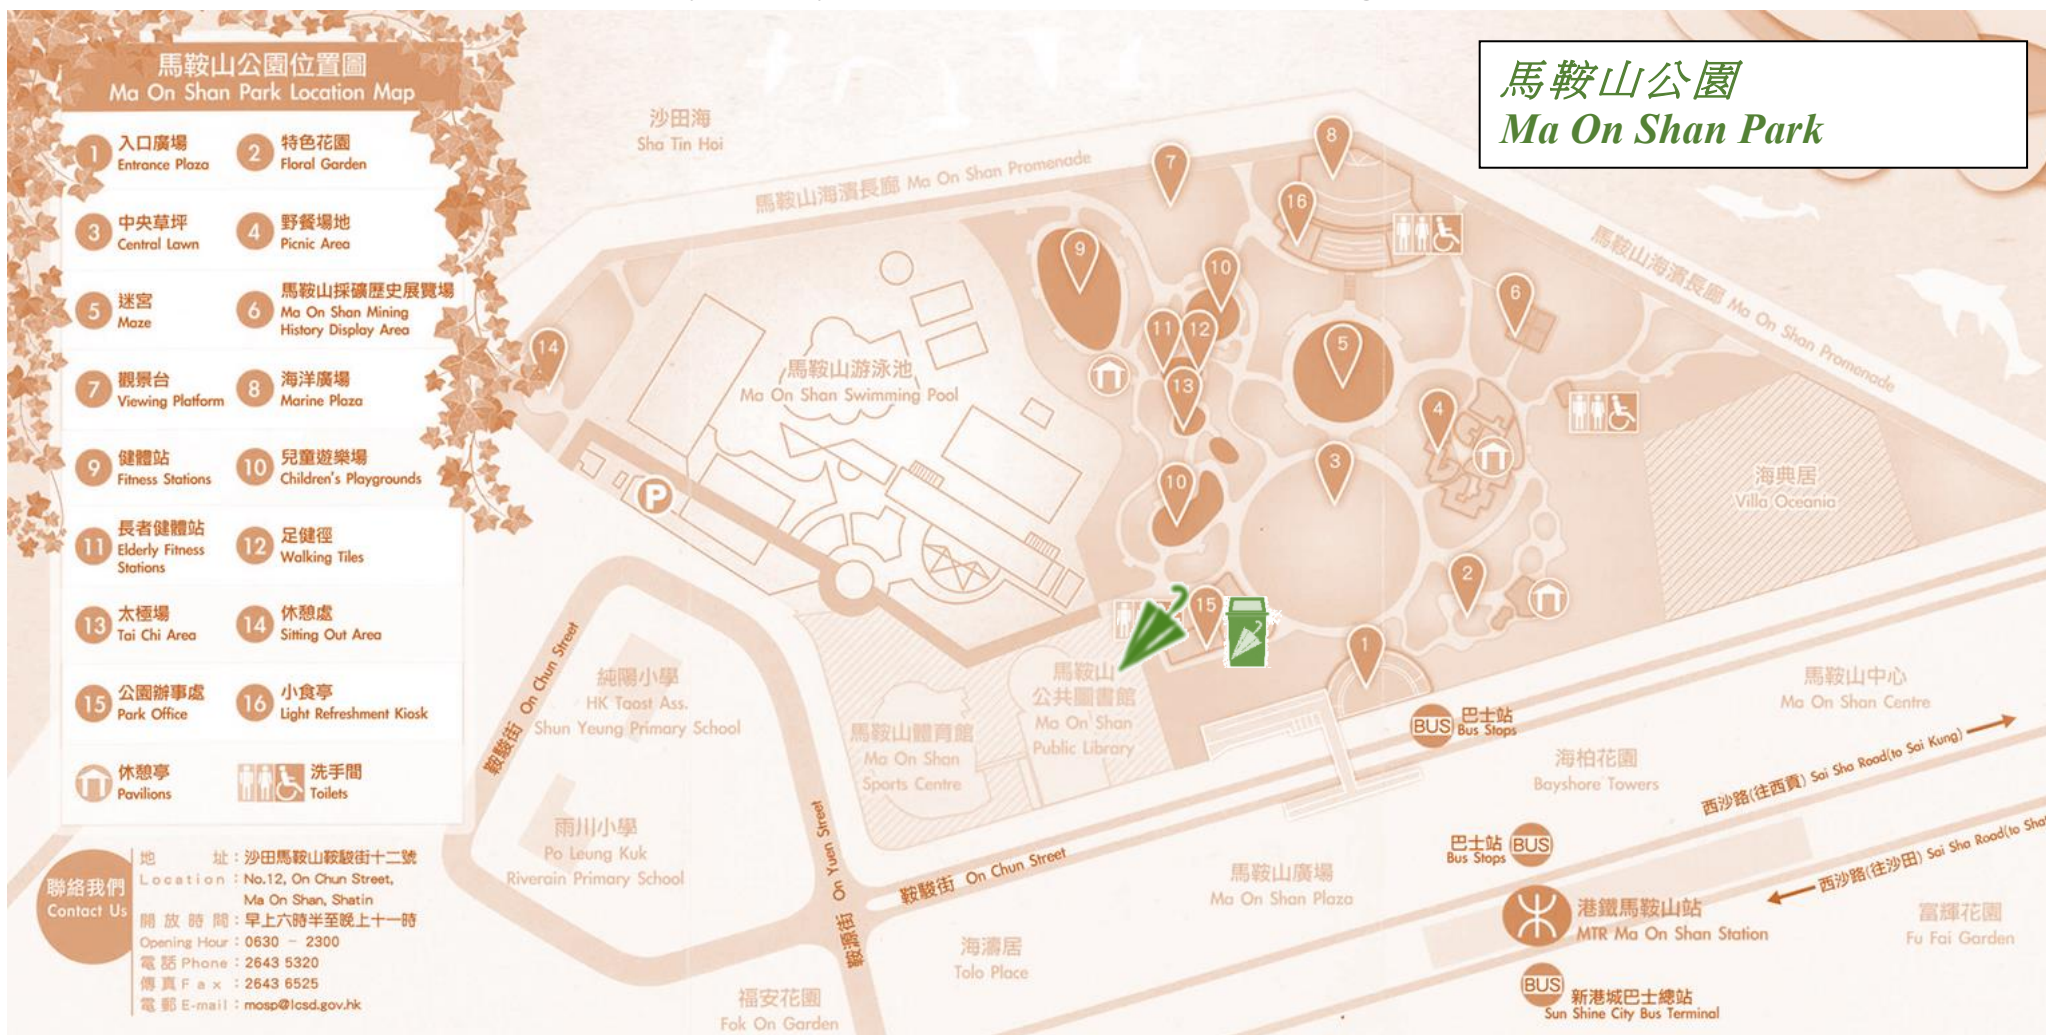 馬鞍山公園位置圖
Ma On Shan Park Location Map
1 入口廣場
Entrance Plaza
2 特色花園
Floral Garden
3 中央草坪
Central Lawn
4 野餐場地
Picnic Area
5 迷宮
Maze
6 馬鞍山採礦歷史展覽場
Ma On Shan Mining
History Display Area
7 觀景台
Viewing Platform
8 海洋廣場
Marine Plaza
9 健體站
Fitness Stations
10 兒童遊樂場
Children's Playgrounds
11 長者健體站
Elderly Fitness
Stations
12 足健徑
Walking Tiles
13 太極場
Tai Chi Area
14 休憩處
Sitting Out Area
15 公園辦事處
Park Office
16 小食亭
Light Refreshment Kiosk
休憩亭
Pavilions
洗手間
Toilets
聯絡我們
Contact Us
地 址：沙田馬鞍山鞍駿街十二號
Location : No.12, On Chun Street,
Ma On Shan, Shatin
開放時間：早上六時半至晚上十一時
Opening Hour : 0630 - 2300
電話 Phone : 2643 5320
傳真 Fax : 2643 6525
電郵 E-mail : mosp@lcsd.gov.hk
馬鞍山公園
Ma On Shan Park
沙田海
Sha Tin Hoi
馬鞍山海濱長廊 Ma On Shan Promenade
馬鞍山海濱長廊 Ma On Shan Promenade
7
8
16
9
10
6
11
12
5
14
13
4
3
10
2
15
1
馬鞍山游泳池
Ma On Shan Swimming Pool
P
海典居
Villa Oceania
純陽小學
HK Taost Ass.
Shun Yeung Primary School
鞍駿街 On Chun Street
馬鞍山
公共圖書館
Ma On Shan
Public Library
馬鞍山體育館
Ma On Shan
Sports Centre
雨川小學
Po Leung Kuk
Riverain Primary School
鞍源街 On Yuen Street
鞍駿街 On Chun Street
BUS 巴士站
Bus Stops
馬鞍山中心
Ma On Shan Centre
海柏花園
Bayshore Towers
西沙路(往西貢) Sai Sha Road(to Sai Kung)
巴士站 BUS
Bus Stops
西沙路(往沙田) Sai Sha Road(to Sha
馬鞍山廣場
Ma On Shan Plaza
港鐵馬鞍山站
MTR Ma On Shan Station
富輝花園
Fu Fai Garden
海濤居
Tolo Place
福安花園
Fok On Garden
BUS 新港城巴士總站
Sun Shine City Bus Terminal